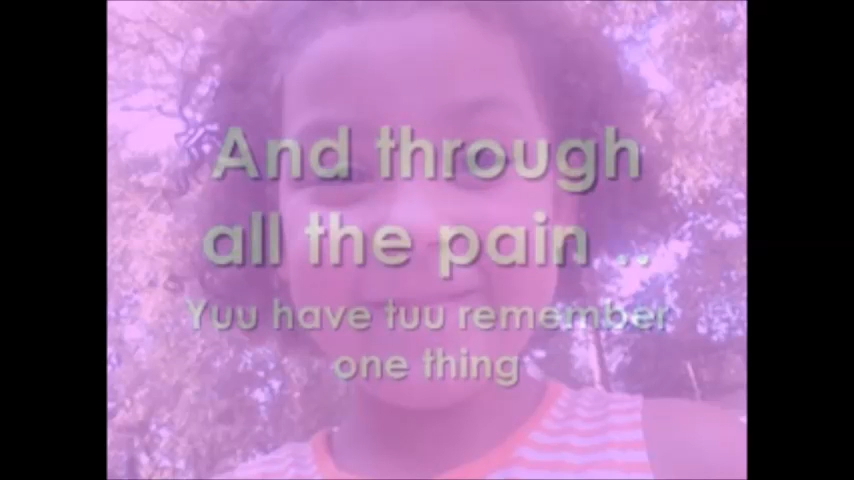 And through
all the pain ..
Yuu have tuu remember
one thing